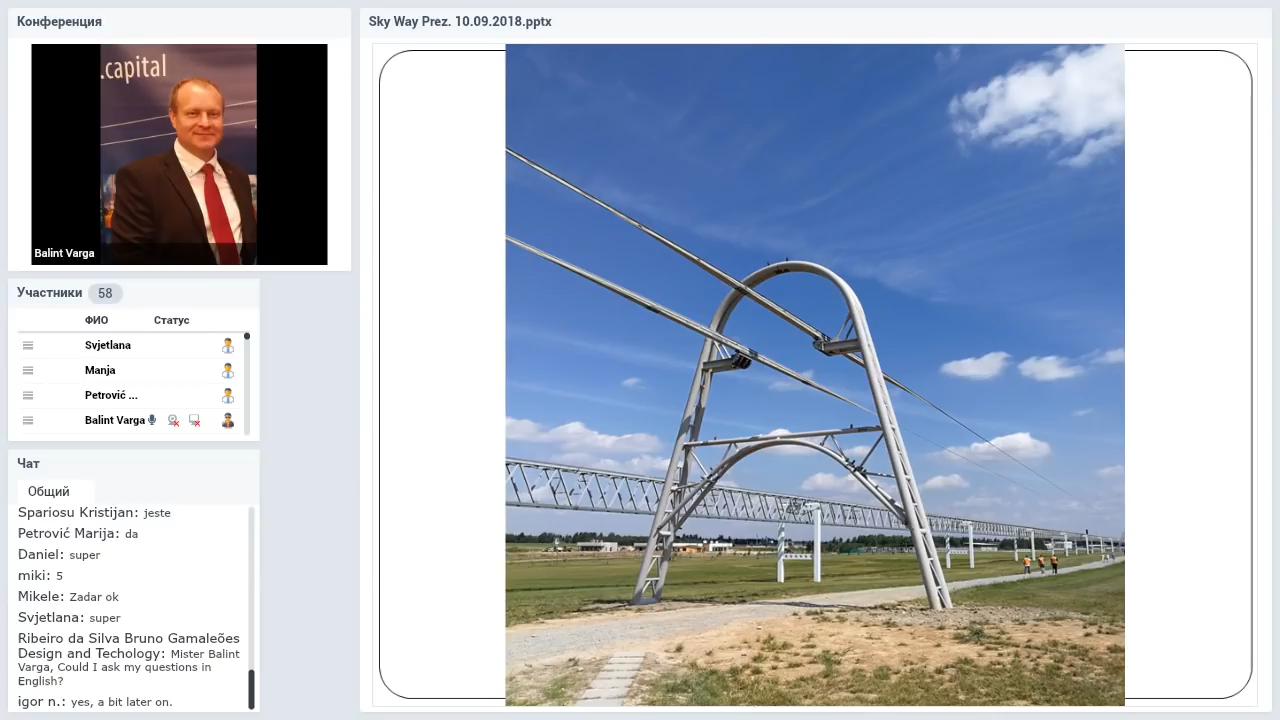 Конференция
.capital
Balint Varga
Участники 58
ФИО Статус
Svjetlana
Manja
Petrović ...
Balint Varga
Чат
Общий
Spariosu Kristijan: jeste
Petrović Marija: da
Daniel: super
miki: 5
Mikele: Zadar ok
Svjetlana: super
Ribeiro da Silva Bruno Gamaleões
Design and Techology: Mister Balint
Varga, Could I ask my questions in
English?
igor n.: yes, a bit later on.
Sky Way Prez. 10.09.2018.pptx